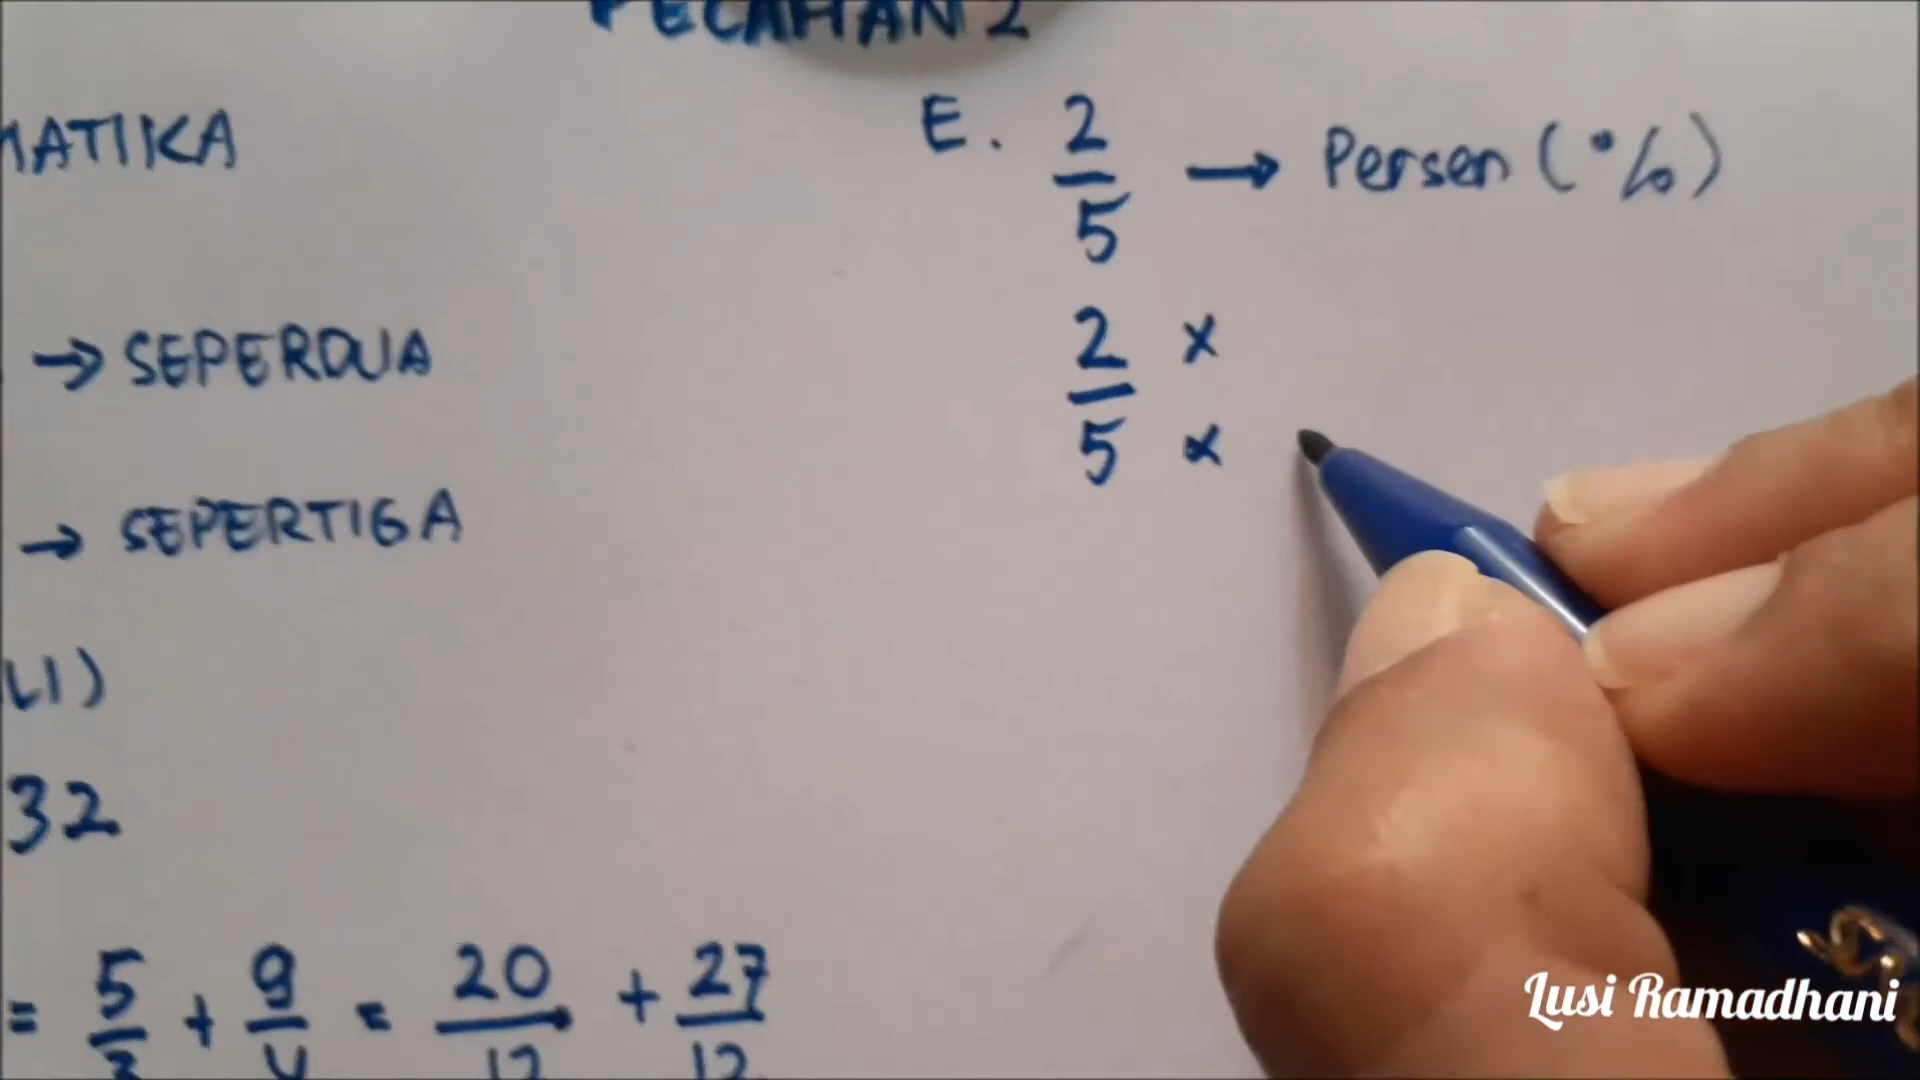 PECAHAN 2
MATIKA
→ SEPERDUA
→ SEPERTIGA
LI)
32
= 5/3 + 9/4 = 20/12 + 27/12
E. 2/5 → Persen (%)
2 x
5 x
Lusi Ramadhani